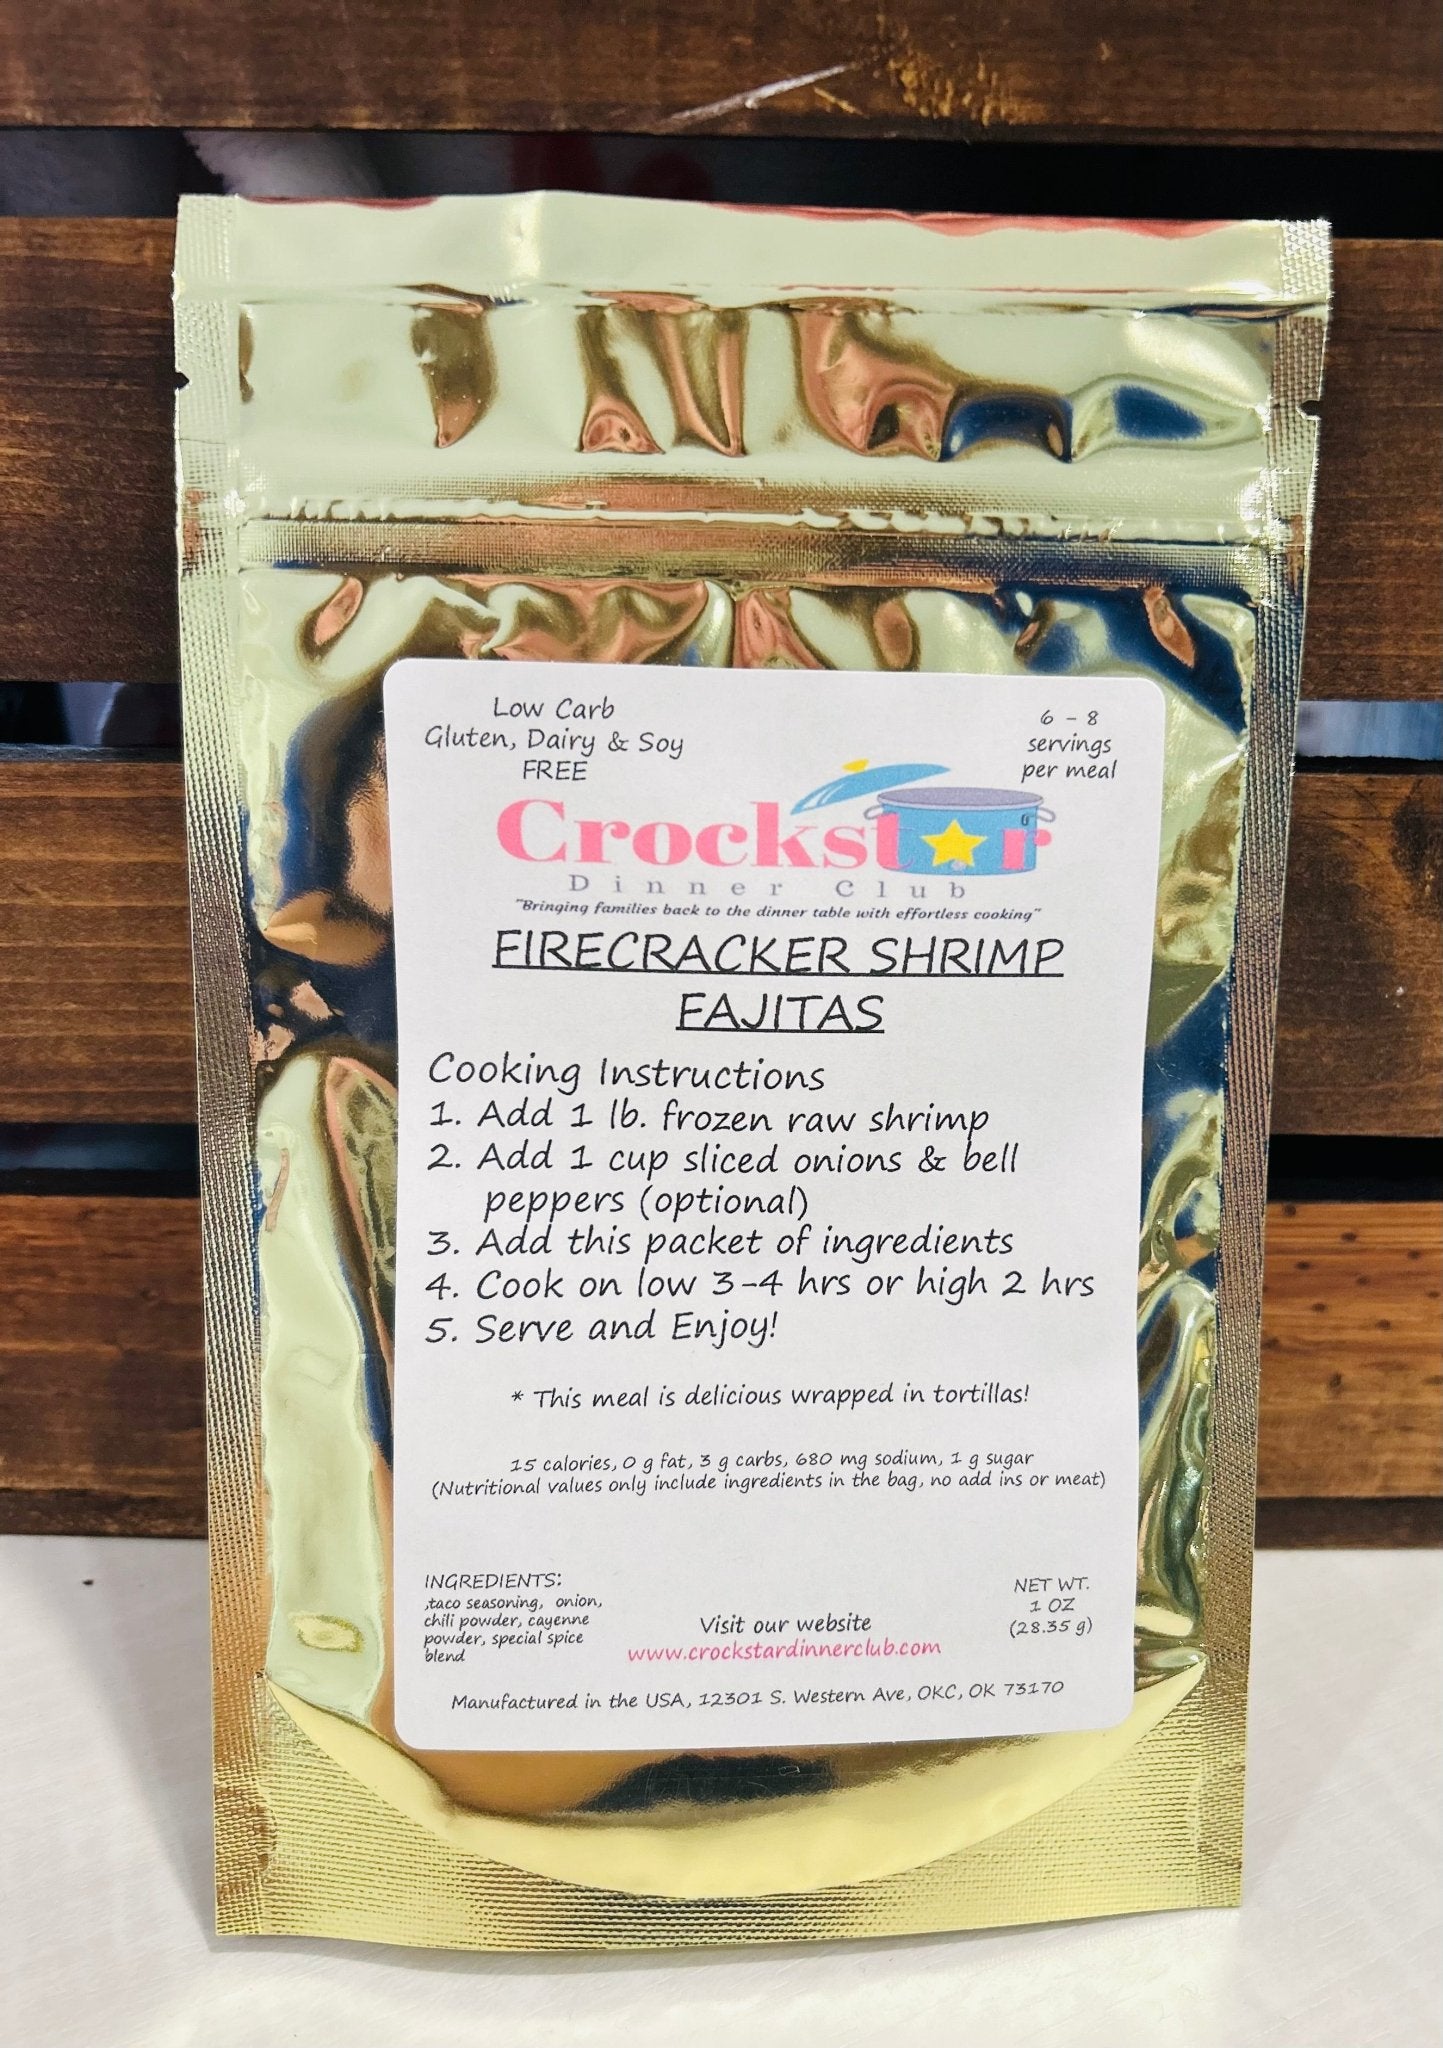 Low Carb
Gluten, Dairy & Soy
FREE
6 - 8
servings
per meal
Crockstar
Dinner Club
"Bringing families back to the dinner table with effortless cooking"
FIRECRACKER SHRIMP
FAJITAS
Cooking Instructions
1. Add 1 lb. frozen raw shrimp
2. Add 1 cup sliced onions & bell
peppers (optional)
3. Add this packet of ingredients
4. Cook on low 3-4 hrs or high 2 hrs
5. Serve and Enjoy!
* This meal is delicious wrapped in tortillas!
15 calories, 0 g fat, 3 g carbs, 680 mg sodium, 1 g sugar
(Nutritional values only include ingredients in the bag, no add ins or meat)
INGREDIENTS:
,taco seasoning, onion,
chili powder, cayenne
powder, special spice
blend
Visit our website
www.crockstardinnerclub.com
NET WT.
1 OZ
(28.35 g)
Manufactured in the USA, 12301 S. Western Ave, OKC, OK 73170